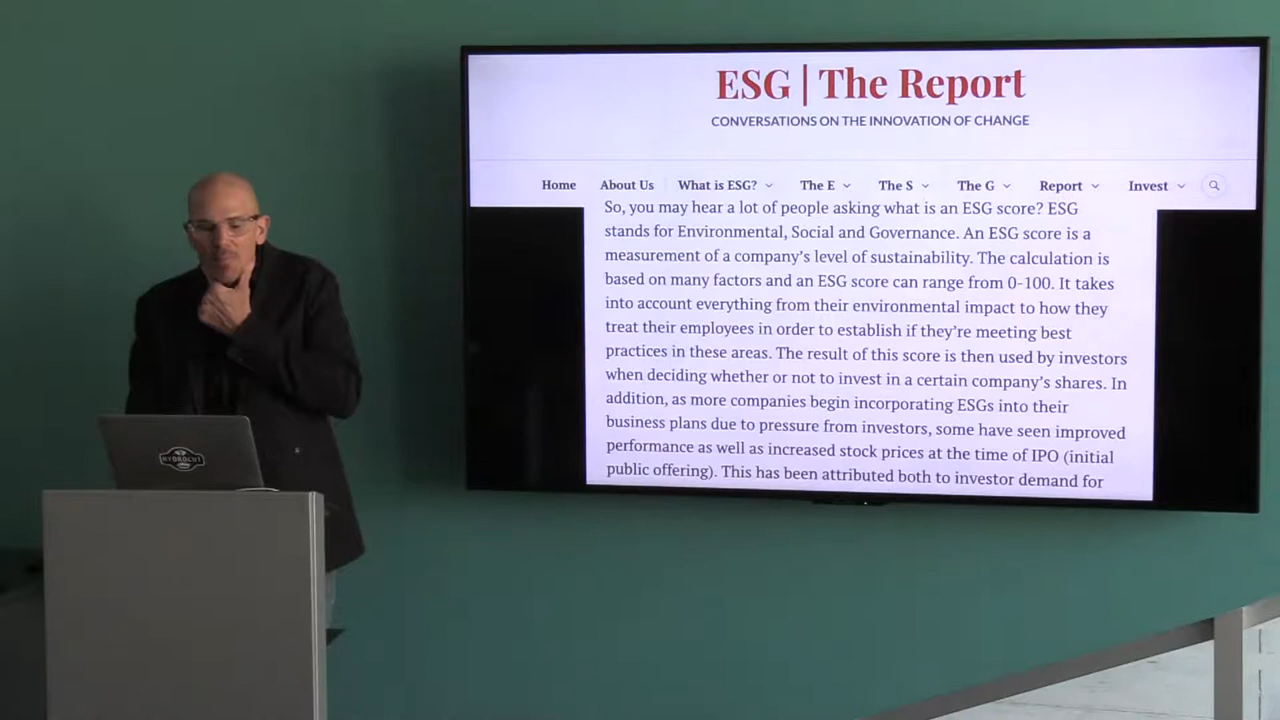 ESG | The Report
CONVERSATIONS ON THE INNOVATION OF CHANGE
Home About Us What is ESG? The E The S The G Report Invest
So, you may hear a lot of people asking what is an ESG score? ESG
stands for Environmental, Social and Governance. An ESG score is a
measurement of a company's level of sustainability. The calculation is
based on many factors and an ESG score can range from 0-100. It takes
into account everything from their environmental impact to how they
treat their employees in order to establish if they're meeting best
practices in these areas. The result of this score is then used by investors
when deciding whether or not to invest in a certain company's shares. In
addition, as more companies begin incorporating ESGs into their
business plans due to pressure from investors, some have seen improved
performance as well as increased stock prices at the time of IPO (initial
public offering). This has been attributed both to investor demand for
HYDROCUT